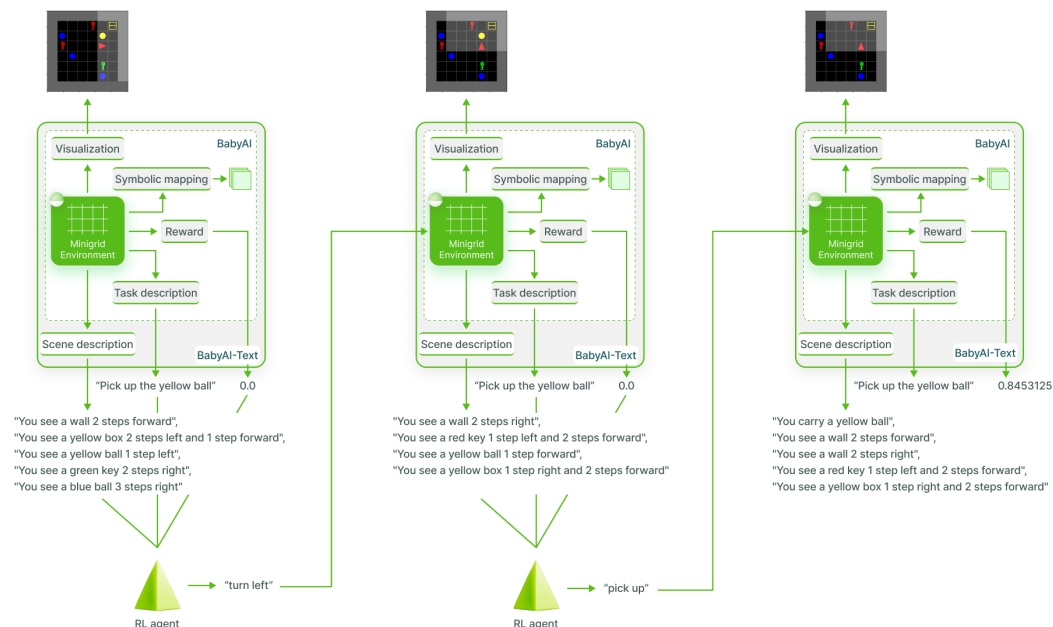 BabyAI
Visualization
Symbolic mapping
Minigrid
Environment
Reward
Task description
Scene description
BabyAI-Text
“Pick up the yellow ball”
0.0
"You see a wall 2 steps forward",
"You see a yellow box 2 steps left and 1 step forward",
"You see a yellow ball 1 step left",
"You see a green key 2 steps right",
"You see a blue ball 3 steps right"
RL agent
“turn left”
BabyAI
Visualization
Symbolic mapping
Minigrid
Environment
Reward
Task description
Scene description
BabyAI-Text
“Pick up the yellow ball”
0.0
"You see a wall 2 steps right",
"You see a red key 1 step left and 2 steps forward",
"You see a yellow ball 1 step forward",
"You see a yellow box 1 step right and 2 steps forward"
RL agent
“pick up”
BabyAI
Visualization
Symbolic mapping
Minigrid
Environment
Reward
Task description
Scene description
BabyAI-Text
“Pick up the yellow ball”
0.8453125
"You carry a yellow ball",
"You see a wall 2 steps forward",
"You see a wall 2 steps right",
"You see a red key 1 step left and 2 steps forward",
"You see a yellow box 1 step right and 2 steps forward"